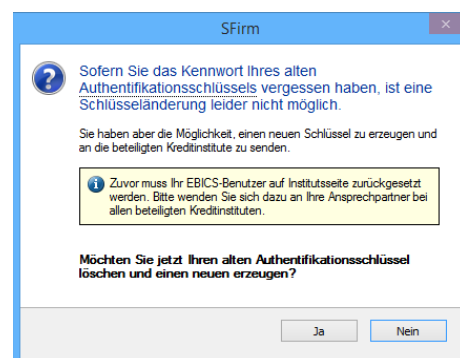 SFirm
Sofern Sie das Kennwort Ihres alten
Authentifikationsschlüssels vergessen haben, ist eine
Schlüsseländerung leider nicht möglich.
Sie haben aber die Möglichkeit, einen neuen Schlüssel zu erzeugen und
an die beteiligten Kreditinstitute zu senden.
Zuvor muss Ihr EBICS-Benutzer auf Institutsseite zurückgesetzt
werden. Bitte wenden Sie sich dazu an Ihre Ansprechpartner bei
allen beteiligten Kreditinstituten.
Möchten Sie jetzt Ihren alten Authentifikationsschlüssel
löschen und einen neuen erzeugen?
Ja
Nein